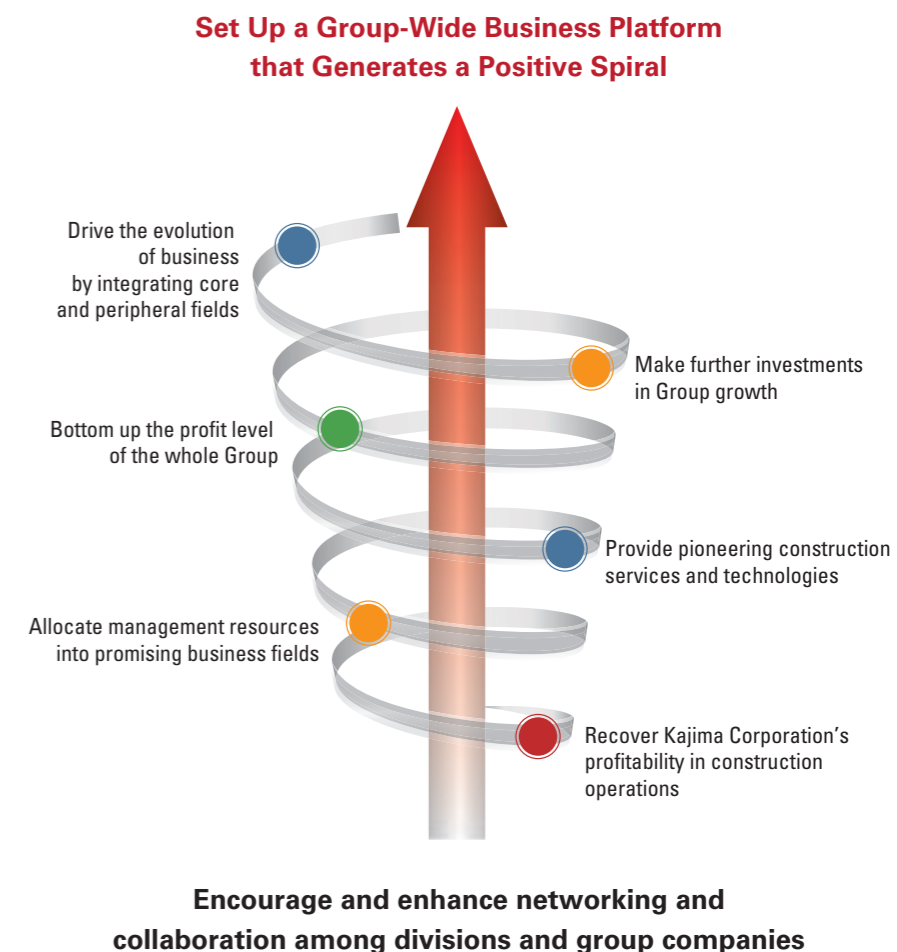 Set Up a Group-Wide Business Platform
that Generates a Positive Spiral
Drive the evolution
of business
by integrating core
and peripheral fields
Make further investments
in Group growth
Bottom up the profit level
of the whole Group
Provide pioneering construction
services and technologies
Allocate management resources
into promising business fields
Recover Kajima Corporation's
profitability in construction
operations
Encourage and enhance networking and
collaboration among divisions and group companies